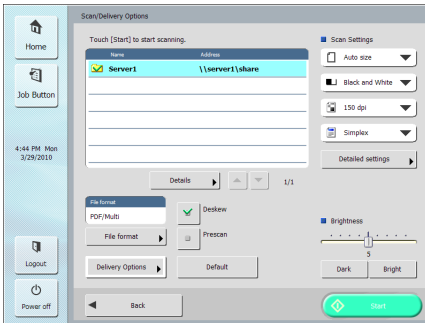 Scan/Delivery Options
Home
Job Button
4:44 PM Mon
3/29/2010
Logout
Power off
Touch [Start] to start scanning.
Name Address
Server1 \\server1\share
Details 1/1
File format
PDF/Multi
File format
Delivery Options
Deskew
Prescan
Default
Back
Scan Settings
Auto size
Black and White
150 dpi
Simplex
Detailed settings
Brightness
5
Dark Bright
Start